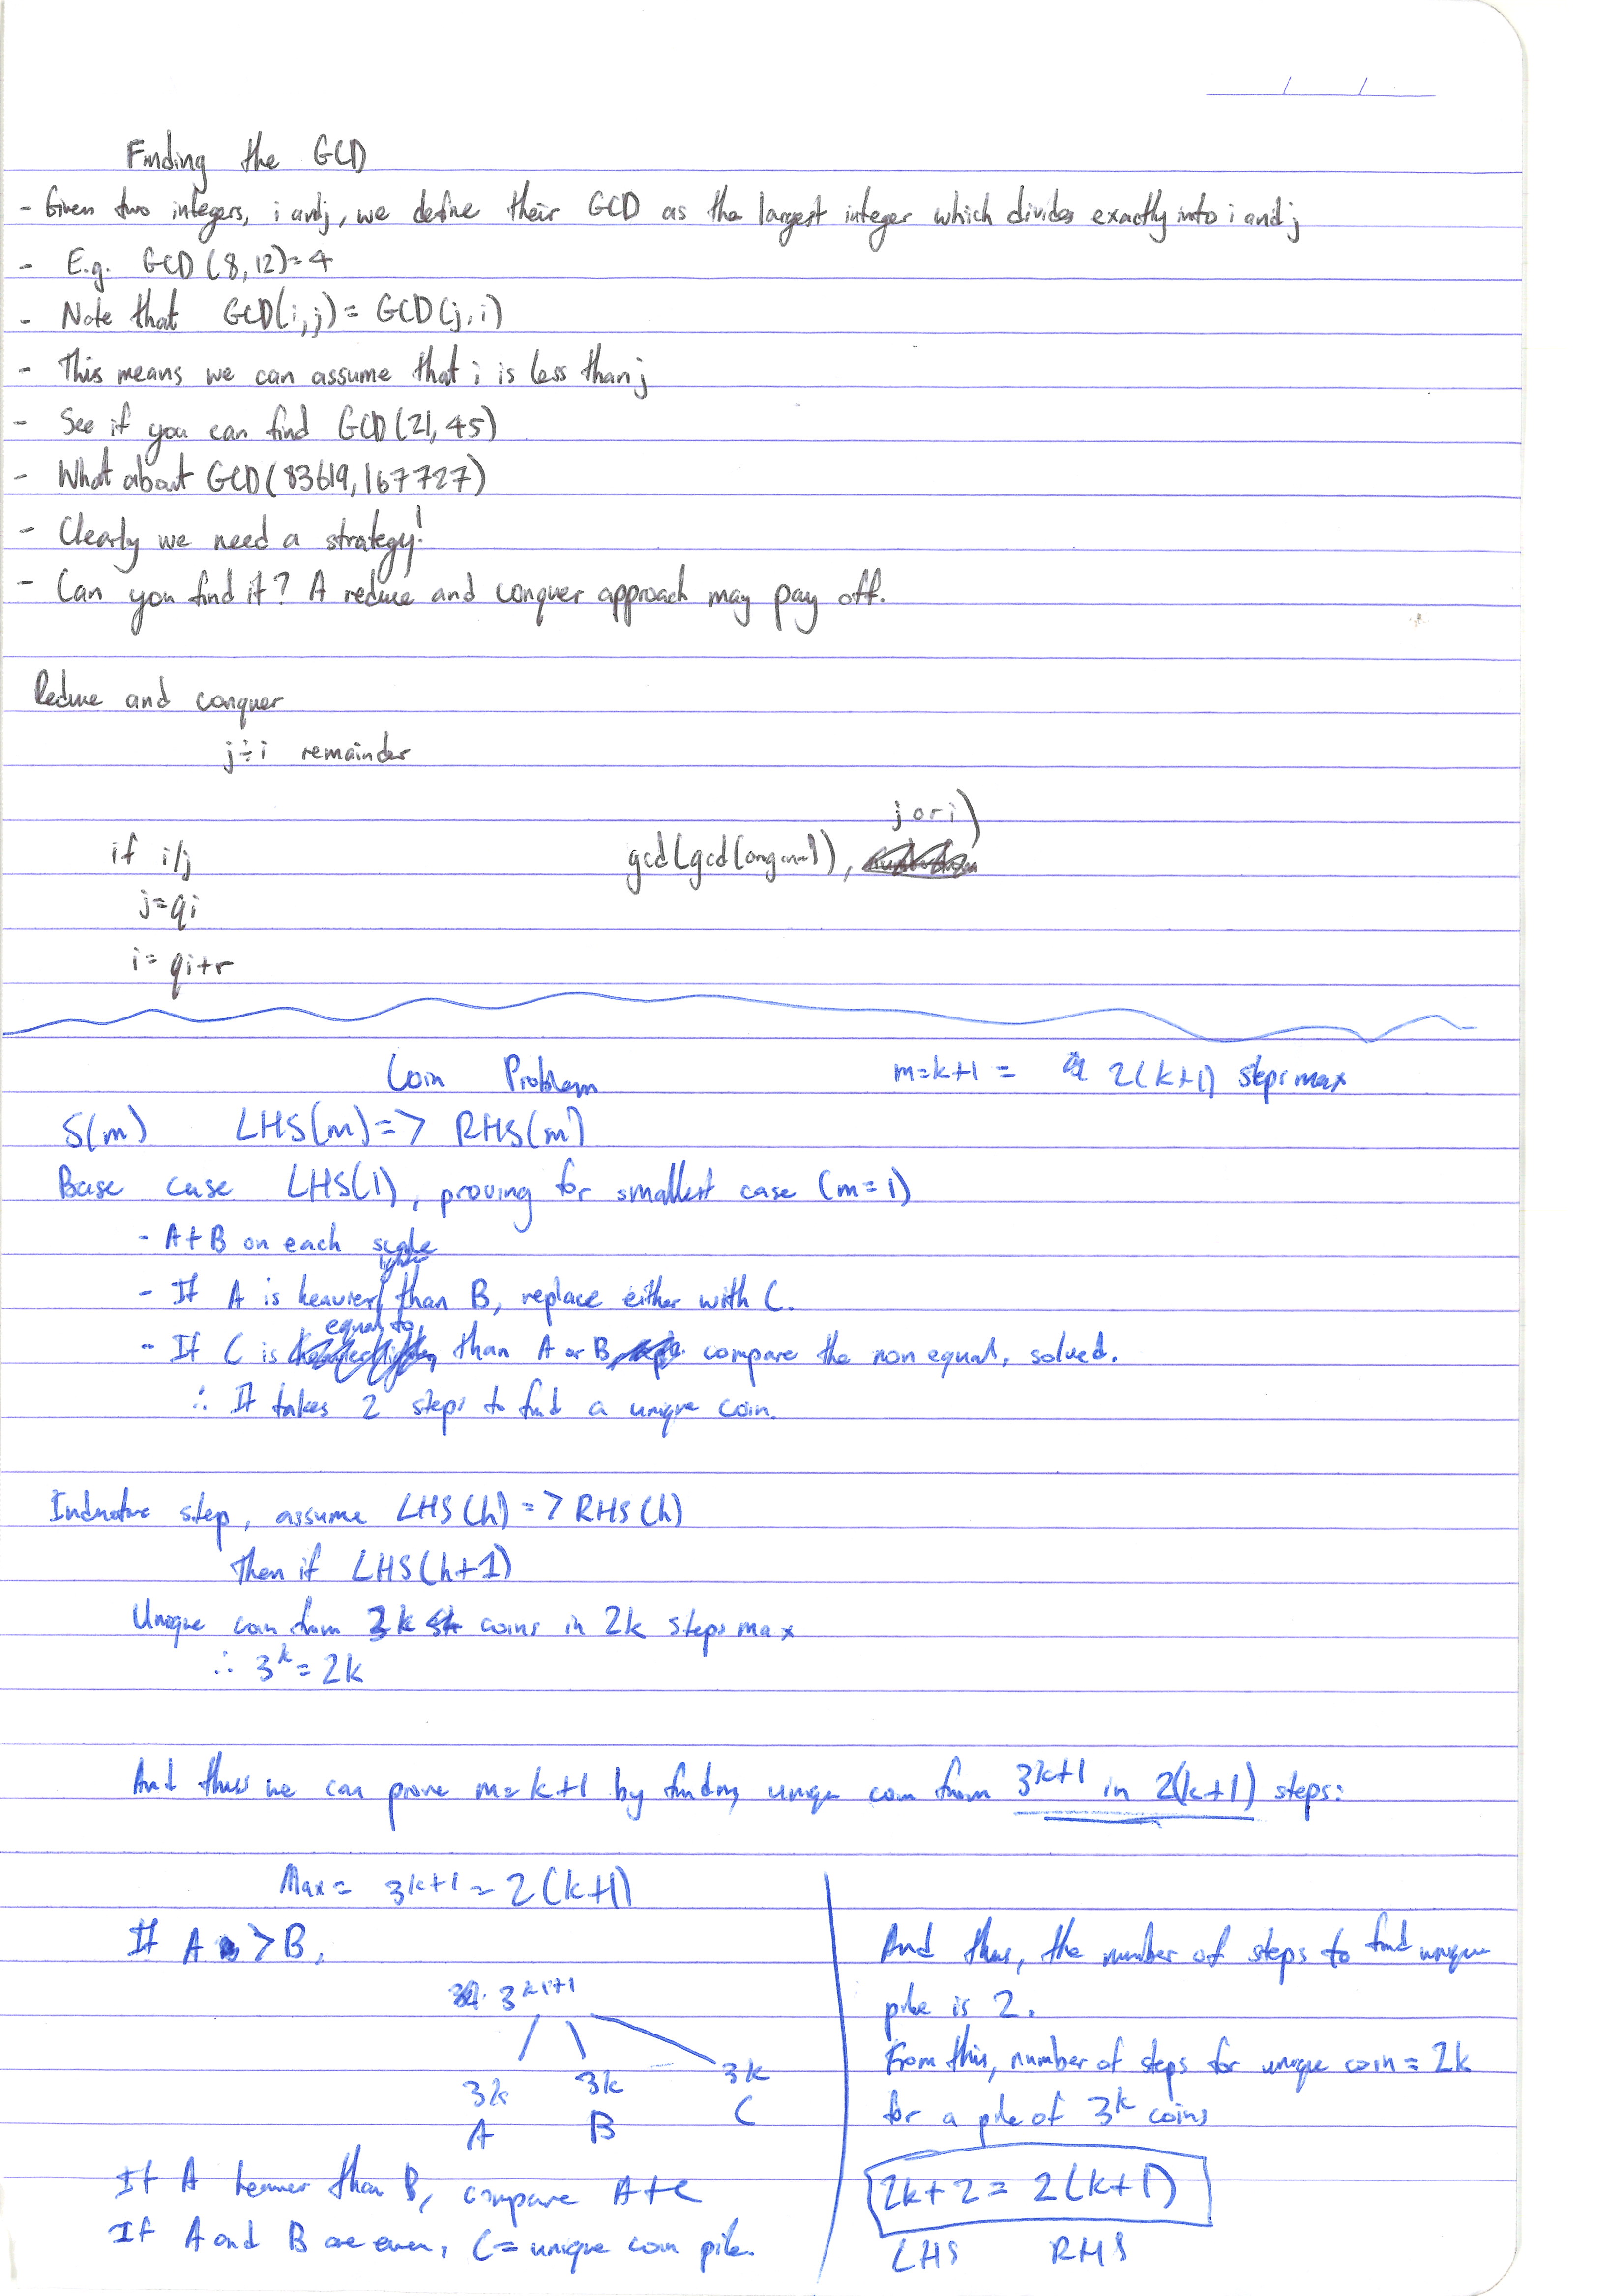 Finding the GCD
- Given two integers, i and j, we define their GCD as the largest integer which divides exactly into i and j
- E.g. GCD(8,12)=4
- Note that GCD(i,j) = GCD(j,i)
- This means we can assume that i is less than j
- See if you can find GCD(21,45)
- What about GCD(83619,167727)
- Clearly we need a strategy!
- Can you find it? A reduce and conquer approach may pay off.
Reduce and conquer
j÷i remainder
j or i)
if i/j gcd(gcd(original),
j=qi
i=qi+r
Coin Problem m=k+1 = 2(k+1) steps max
S(m) LHS(m) => RHS(m)
Base case LHS(1), proving for smallest case (m=1)
- A+B on each scale
lighter
- If A is heavier/ than B, replace either with C.
equal to
- If C is than A or B, compare the non equal, solved.
∴ It takes 2 steps to find a unique coin.
Inductive step, assume LHS(h) => RHS(h)
Then if LHS(h+1)
Unique coin from 3k coins in 2k steps max
∴ 3^k = 2k
And thus we can prove m=k+1 by finding unique coin from 3^k+1 in 2(k+1) steps:
Max = 3^k+1 = 2(k+1)
If A > B,
3^k+1
3k 3k 3k
A B C
If A heavier than B, compare A+C
If A and B are even, C = unique coin pile.
And thus, the number of steps to find unique
pile is 2.
From this, number of steps for unique coin = 2k
for a pile of 3^k coins
2k+2 = 2(k+1)
LHS RHS